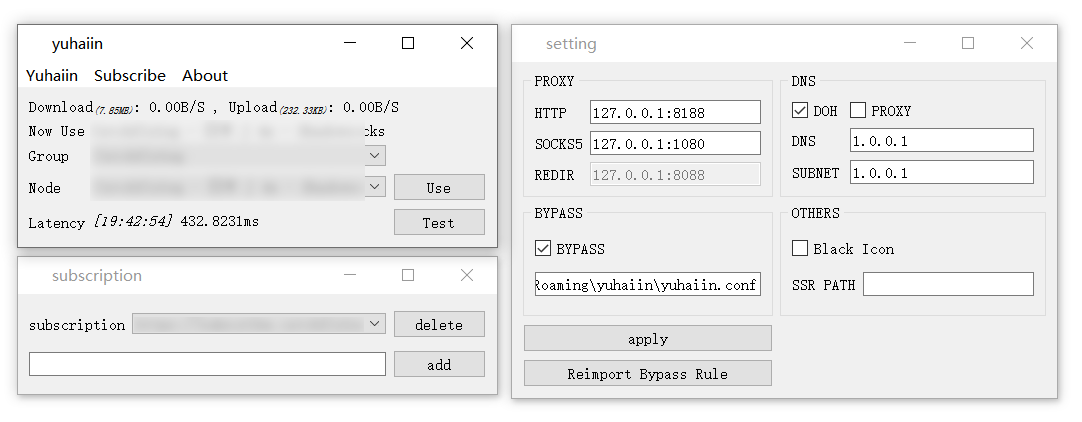 yuhaiin
Yuhaiin Subscribe About
Download(7.85MB): 0.00B/S , Upload(232.33KB): 0.00B/S
Now Use cks
Group
Node Use
Latency [19:42:54] 432.8231ms Test
subscription
subscription delete
add
setting
PROXY
HTTP 127.0.0.1:8188
SOCKS5 127.0.0.1:1080
REDIR 127.0.0.1:8088
DNS
DOH PROXY
DNS 1.0.0.1
SUBNET 1.0.0.1
BYPASS
BYPASS
Roaming\yuhaiin\yuhaiin.conf
OTHERS
Black Icon
SSR PATH
apply
Reimport Bypass Rule